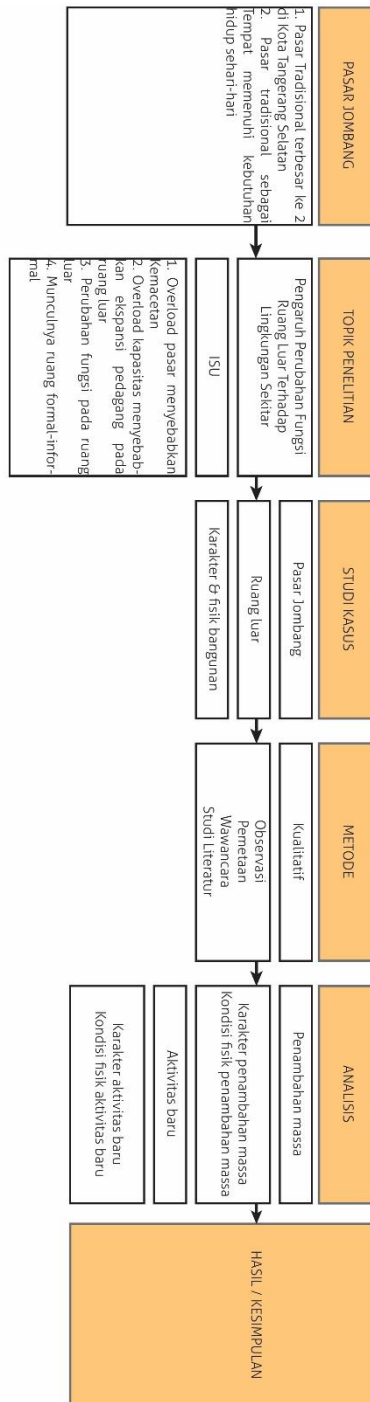 PASAR JOMBANG
1. Pasar Tradisional terbesar ke 2
di Kota Tangerang Selatan
2. Pasar tradisional sebagai
Tempat memenuhi kebutuhan
hidup sehari-hari
TOPIK PENELITIAN
Pengaruh Perubahan Fungsi
Ruang Luar Terhadap
Lingkungan Sekitar
ISU
1. Overload pasar menyebabkan
Kemacetan
2. Overload kapasitas menyebab-
kan ekspansi pedagang pada
ruang luar
3. Perubahan fungsi pada ruang
luar
4. Munculnya ruang formal-infor-
mal
STUDI KASUS
Pasar Jombang
Ruang luar
Karakter & fisik bangunan
METODE
Kualitatif
Observasi
Pemetaan
Wawancara
Studi Literatur
ANALISIS
Penambahan massa
Karakter penambahan massa
Kondisi fisik penambahan massa
Aktivitas baru
Karakter aktivitas baru
Kondisi fisik aktivitas baru
HASIL / KESIMPULAN